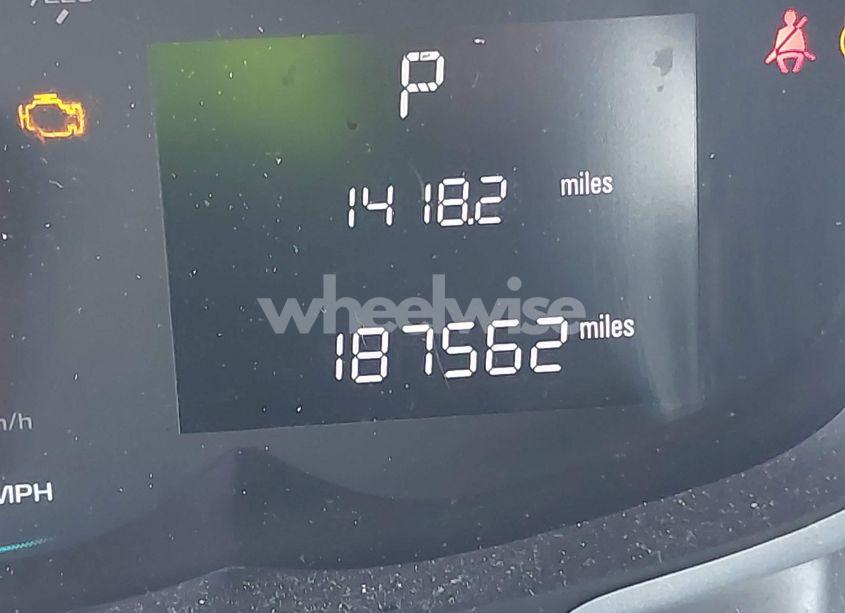 P
1418.2 miles
wheelwise
187562 miles
MPH